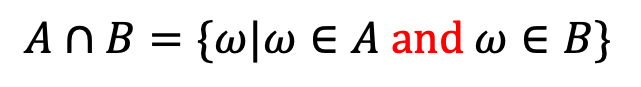 A ∩ B = {ω|ω ∈ A and ω ∈ B}